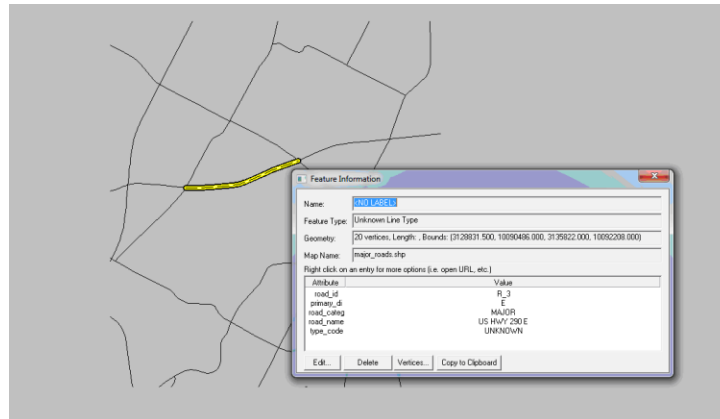 Feature Information
Name: <NO LABEL>
Feature Type: Unknown Line Type
Geometry: 20 vertices, Length: , Bounds: (3128831.500, 10090486.000, 3135822.000, 10092208.000)
Map Name: major_roads.shp
Right click on an entry for more options (i.e. open URL, etc.)
Attribute Value
road_id R_3
primary_di E
road_categ MAJOR
road_name US HWY 290 E
type_code UNKNOWN
Edit... Delete Vertices... Copy to Clipboard